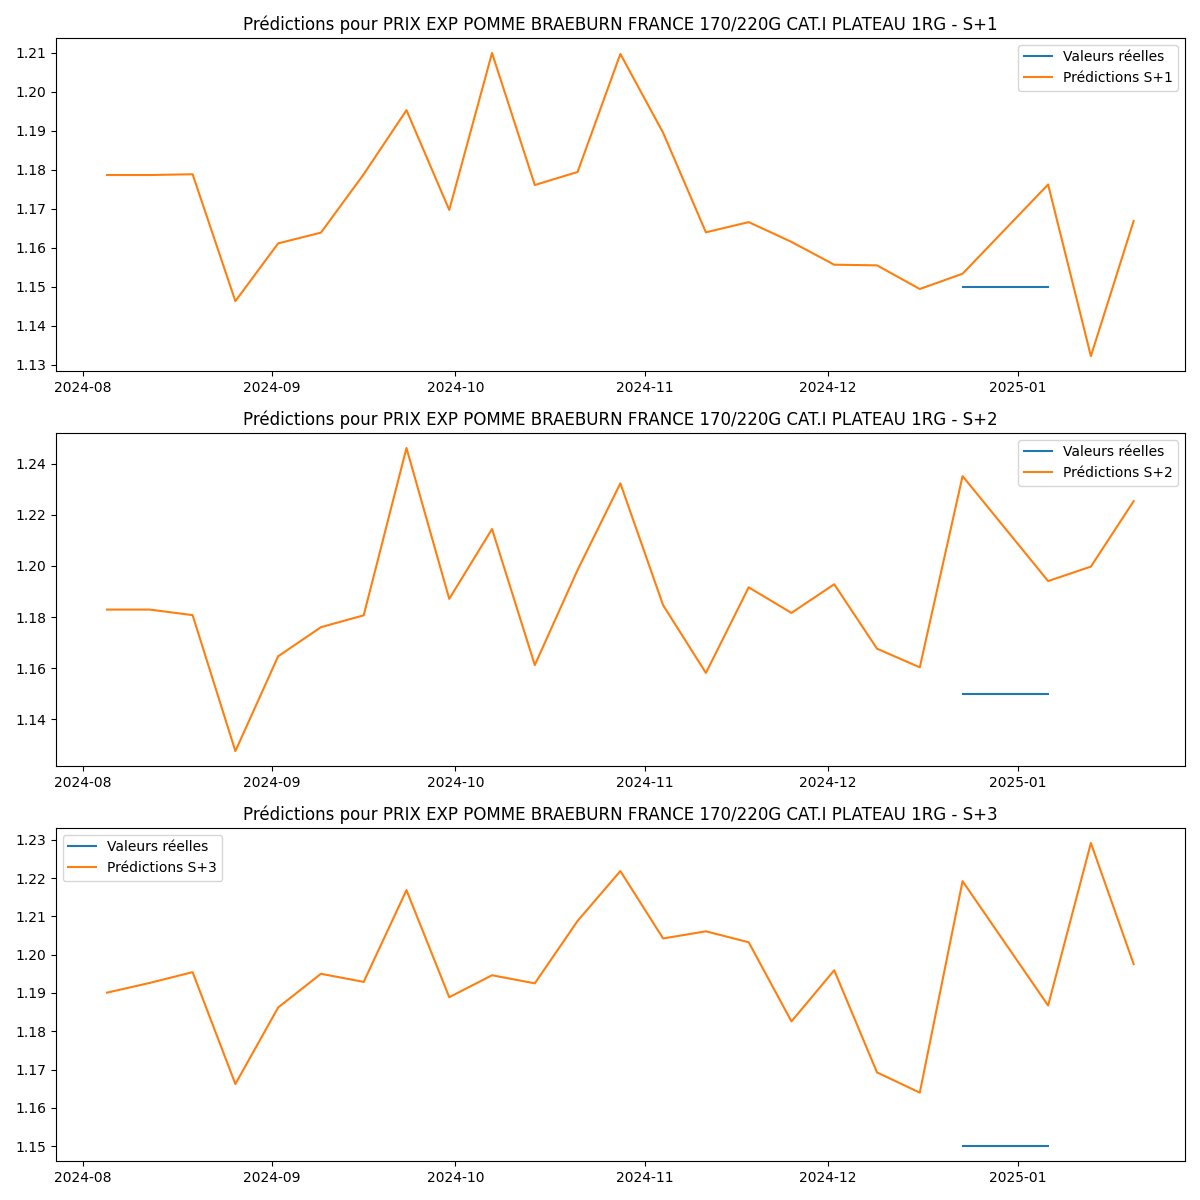 Prédictions pour PRIX EXP POMME BRAEBURN FRANCE 170/220G CAT.I PLATEAU 1RG - S+1
1.21
1.20
1.19
1.18
1.17
1.16
1.15
1.14
1.13
Valeurs réelles
Prédictions S+1
2024-08 2024-09 2024-10 2024-11 2024-12 2025-01
Prédictions pour PRIX EXP POMME BRAEBURN FRANCE 170/220G CAT.I PLATEAU 1RG - S+2
1.24
1.22
1.20
1.18
1.16
1.14
Valeurs réelles
Prédictions S+2
2024-08 2024-09 2024-10 2024-11 2024-12 2025-01
Prédictions pour PRIX EXP POMME BRAEBURN FRANCE 170/220G CAT.I PLATEAU 1RG - S+3
1.23
1.22
1.21
1.20
1.19
1.18
1.17
1.16
1.15
Valeurs réelles
Prédictions S+3
2024-08 2024-09 2024-10 2024-11 2024-12 2025-01